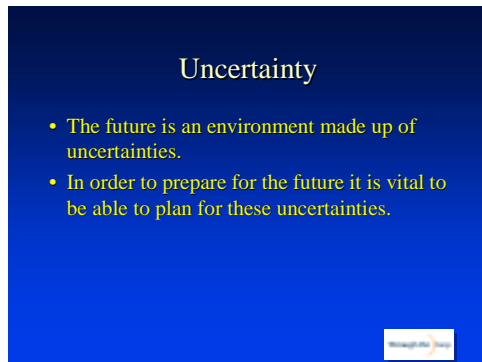 Uncertainty
• The future is an environment made up of
uncertainties.
• In order to prepare for the future it is vital to
be able to plan for these uncertainties.